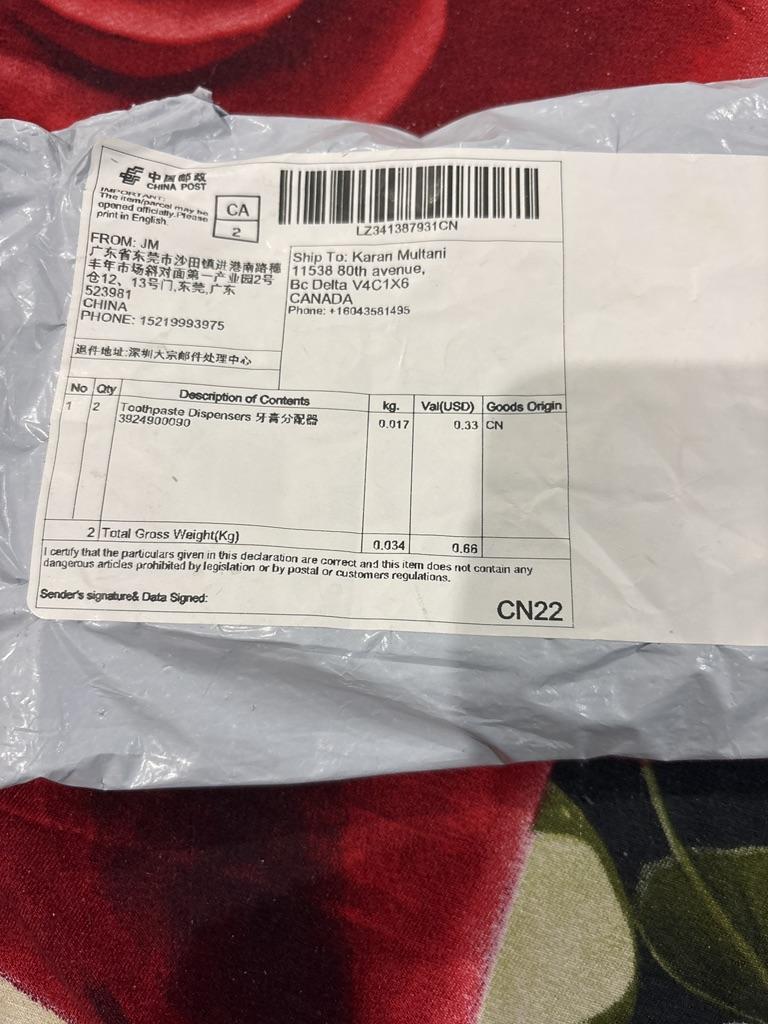 中国邮政
CHINA POST
IMPORTANT:
The item/parcel may be
opened officially.Please
print in English.
CA
2
LZ341387931CN
FROM: JM
广东省东莞市沙田镇进港南路穗
丰年市场斜对面第一产业园2号
仓12、13号门,东莞,广东
523981
CHINA
PHONE: 15219993975
Ship To: Karan Multani
11538 80th avenue,
Bc Delta V4C1X6
CANADA
Phone: +16043581495
退件地址:深圳大宗邮件处理中心
No Qty Description of Contents kg. Val(USD) Goods Origin
1 2 Toothpaste Dispensers 牙膏分配器 0.017 0.33 CN
3924900090
2 Total Gross Weight(Kg) 0.034 0.66
I certify that the particulars given in this declaration are correct and this item does not contain any
dangerous articles prohibited by legislation or by postal or customers regulations.
Sender's signature& Data Signed:
CN22